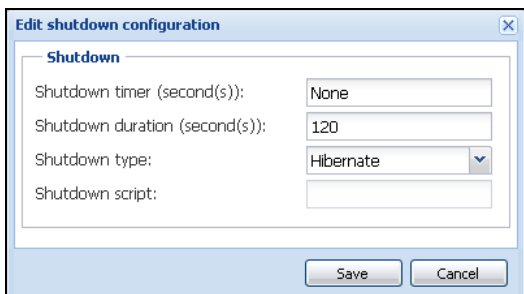 Edit shutdown configuration
Shutdown
Shutdown timer (second(s)): None
Shutdown duration (second(s)): 120
Shutdown type: Hibernate
Shutdown script:
Save Cancel